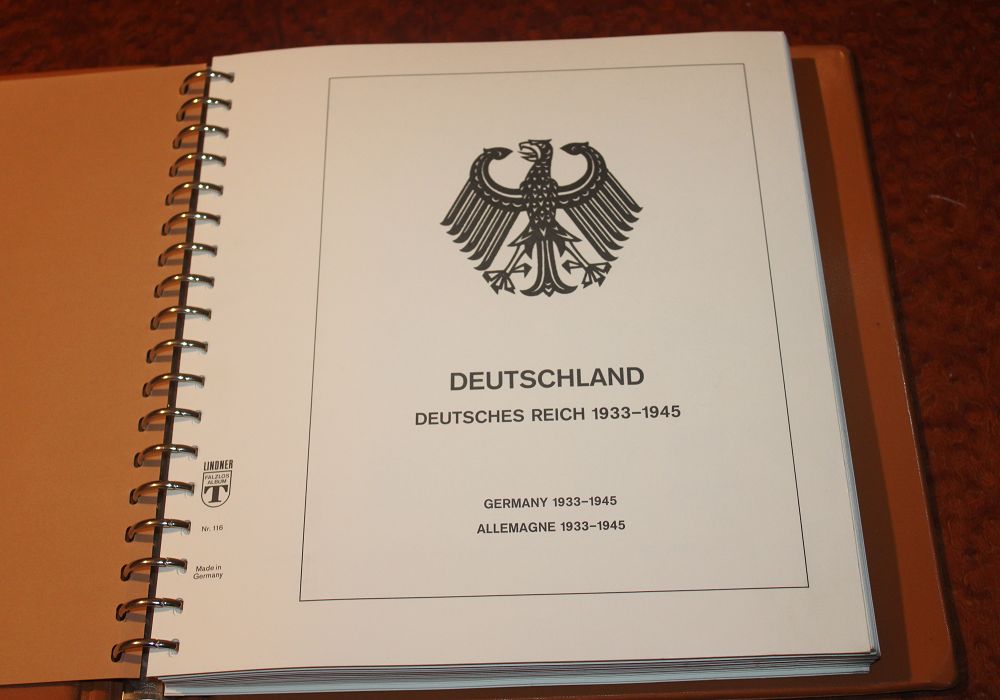 DEUTSCHLAND
DEUTSCHES REICH 1933–1945
GERMANY 1933–1945
ALLEMAGNE 1933–1945
LINDNER
FALZLOS
ALBUM
T
Nr. 116
Made in
Germany